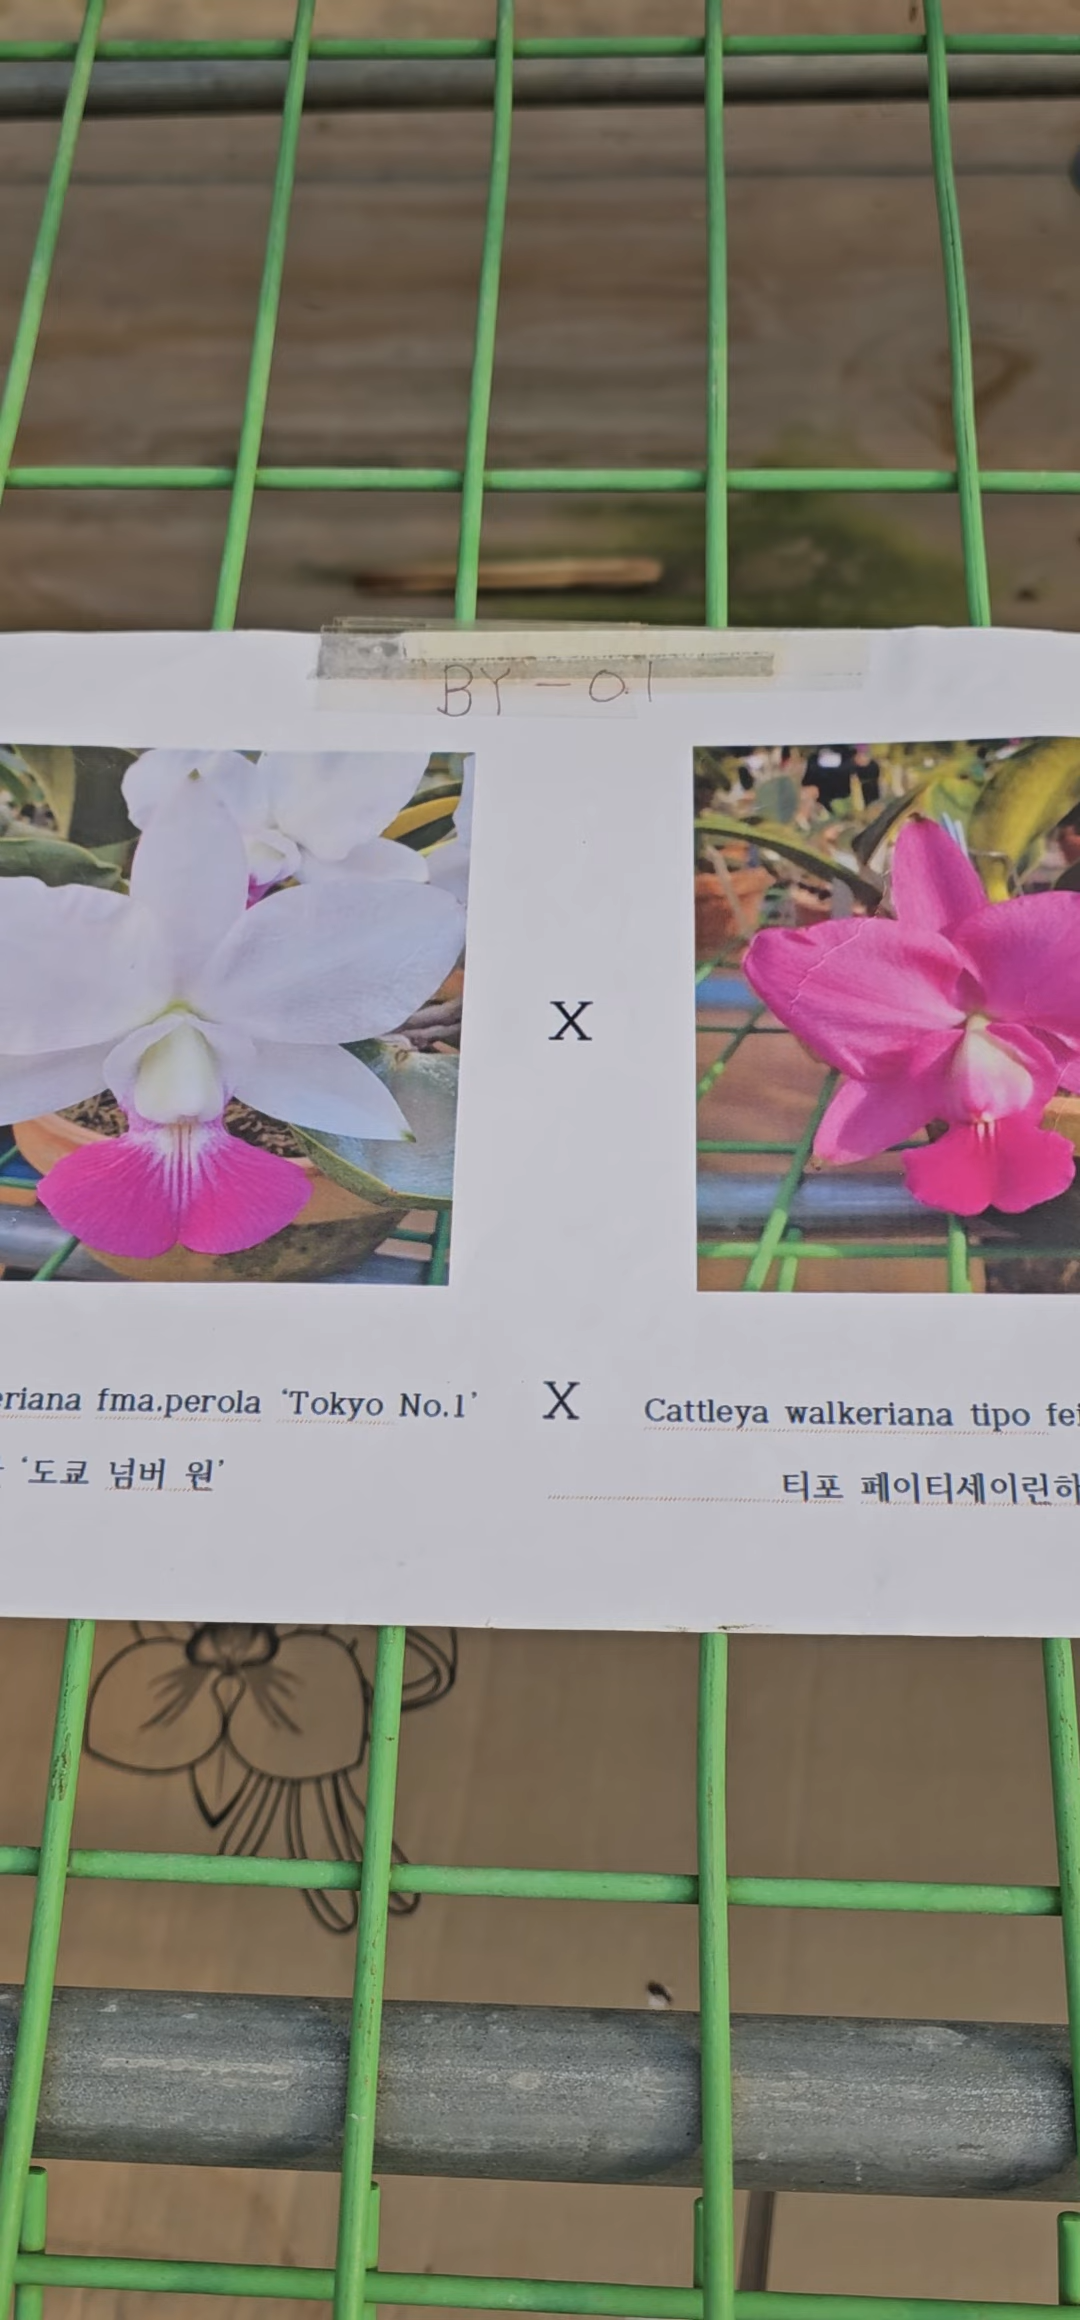 BY-01
X
eriana fma.perola ‘Tokyo No.1’ X Cattleya walkeriana tipo fei
‘도쿄 넘버 원’ 티포 페이티세이린하